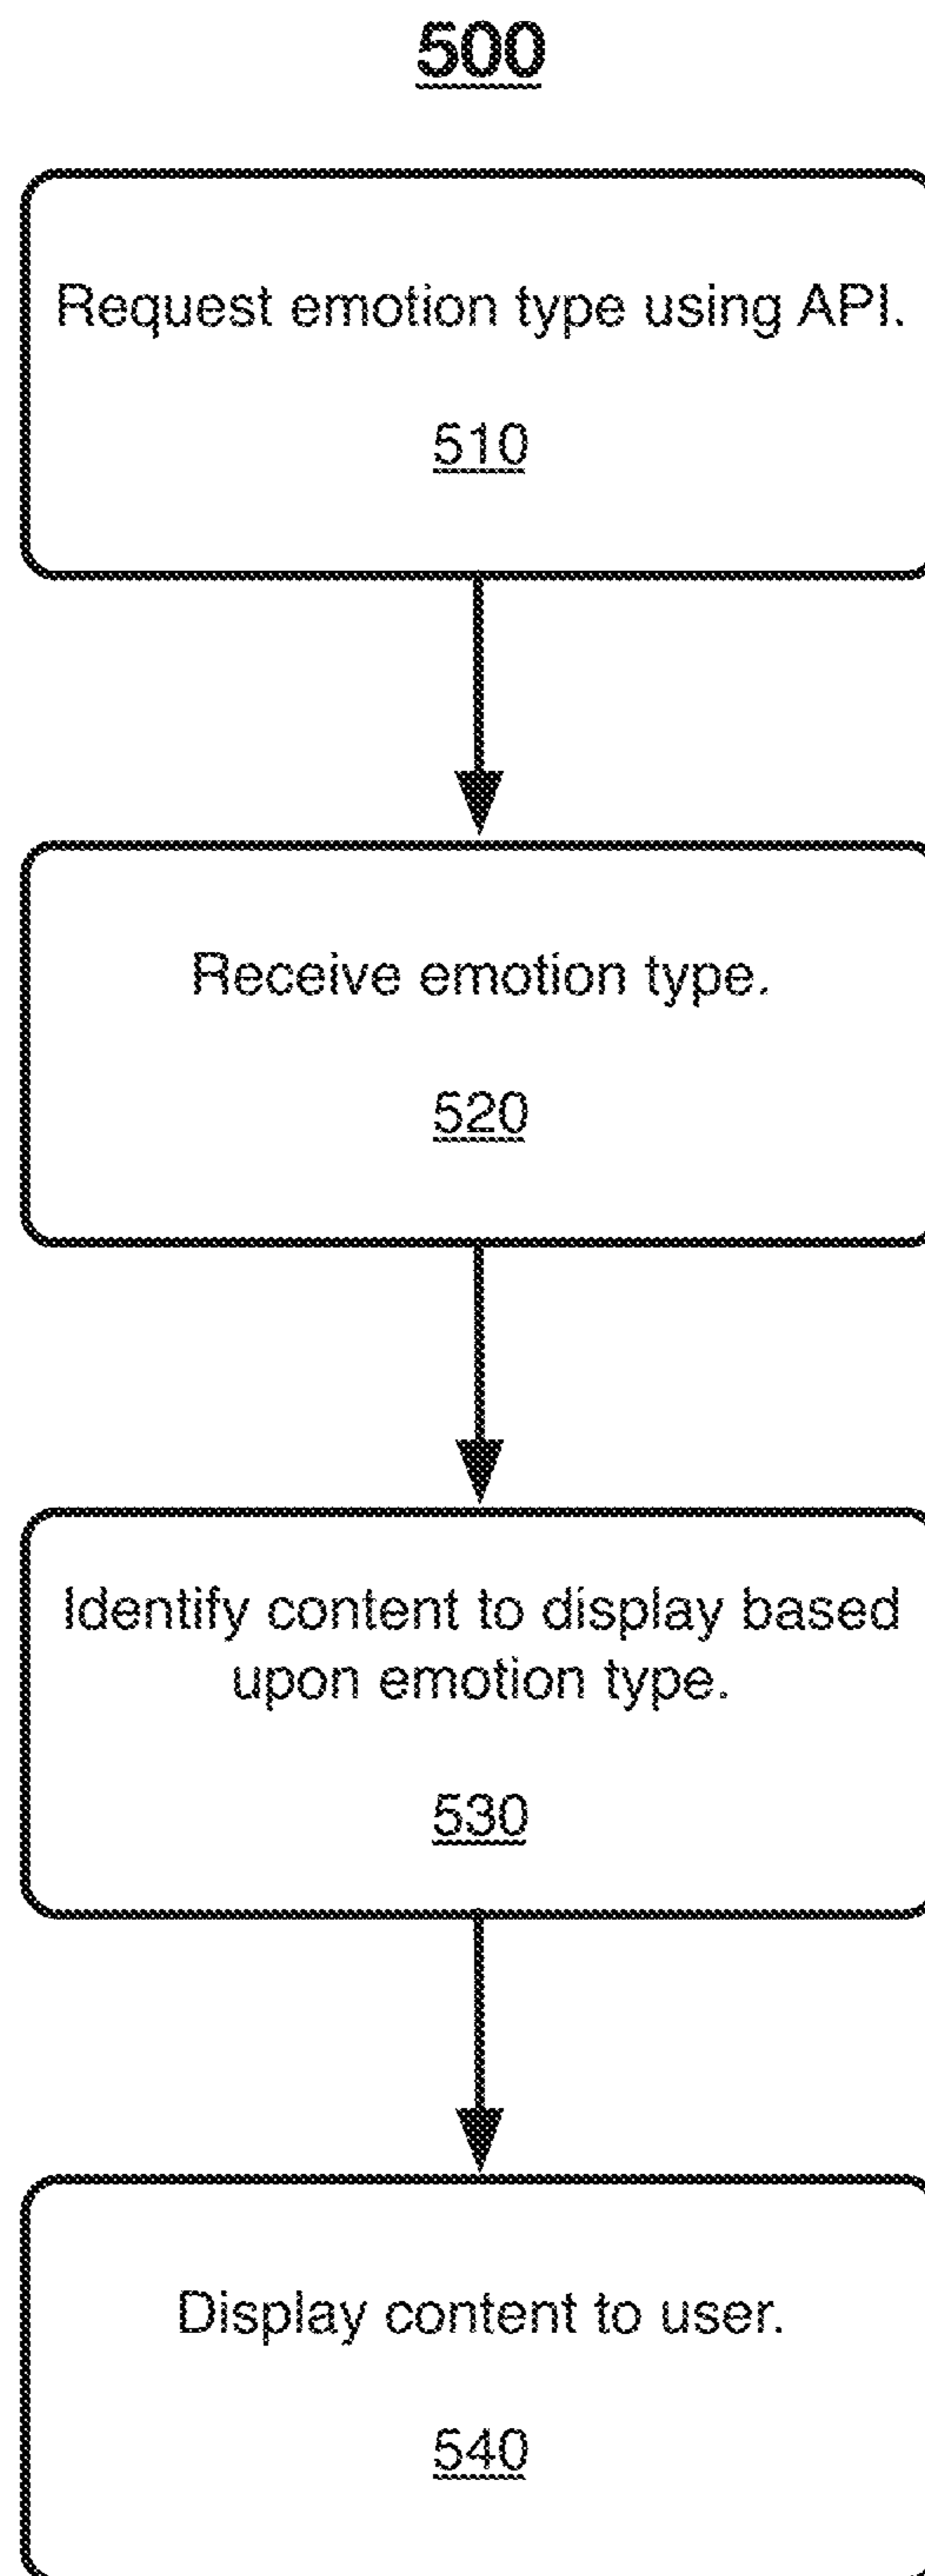 500
Request emotion type using API.
510
Receive emotion type.
520
Identify content to display based
upon emotion type.
530
Display content to user.
540